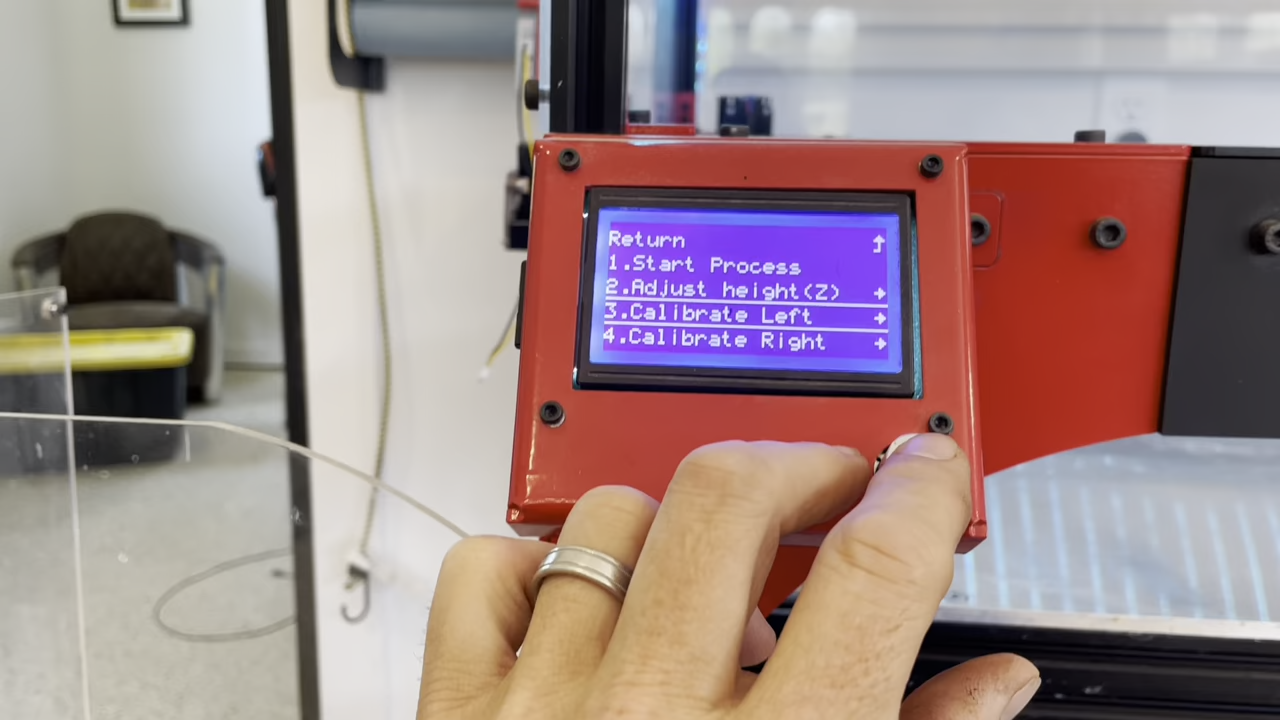 Return
1.Start Process
2.Adjust height(Z)
3.Calibrate Left
4.Calibrate Right